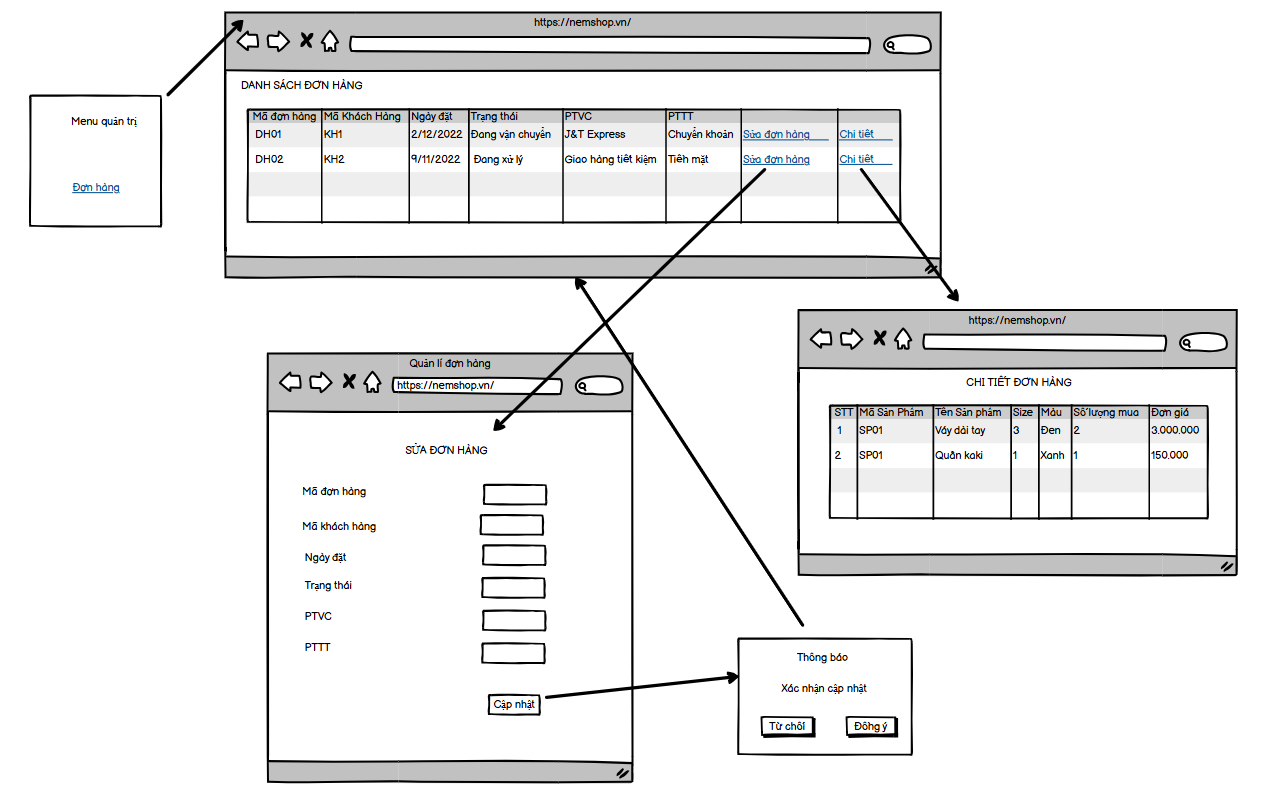 https://nemshop.vn/
DANH SÁCH ĐƠN HÀNG
Mã đơn hàng Mã Khách Hàng Ngày đặt Trạng thái PTVC PTTT
DH01 KH1 2/12/2022 Đang vận chuyển J&T Express Chuyển khoản Sửa đơn hàng Chi tiết
DH02 KH2 9/11/2022 Đang xử lý Giao hàng tiết kiệm Tiền mặt Sửa đơn hàng Chi tiết
Menu quản trị
Đơn hàng
https://nemshop.vn/
CHI TIẾT ĐƠN HÀNG
STT Mã Sản Phẩm Tên Sản phẩm Size Màu Số lượng mua Đơn giá
1 SP01 Váy dài tay 3 Đen 2 3.000.000
2 SP01 Quần kaki 1 Xanh 1 150.000
Quản lí đơn hàng
https://nemshop.vn/
SỬA ĐƠN HÀNG
Mã đơn hàng
Mã khách hàng
Ngày đặt
Trạng thái
PTVC
PTTT
Cập nhật
Thông báo
Xác nhận cập nhật
Từ chối Đồng ý